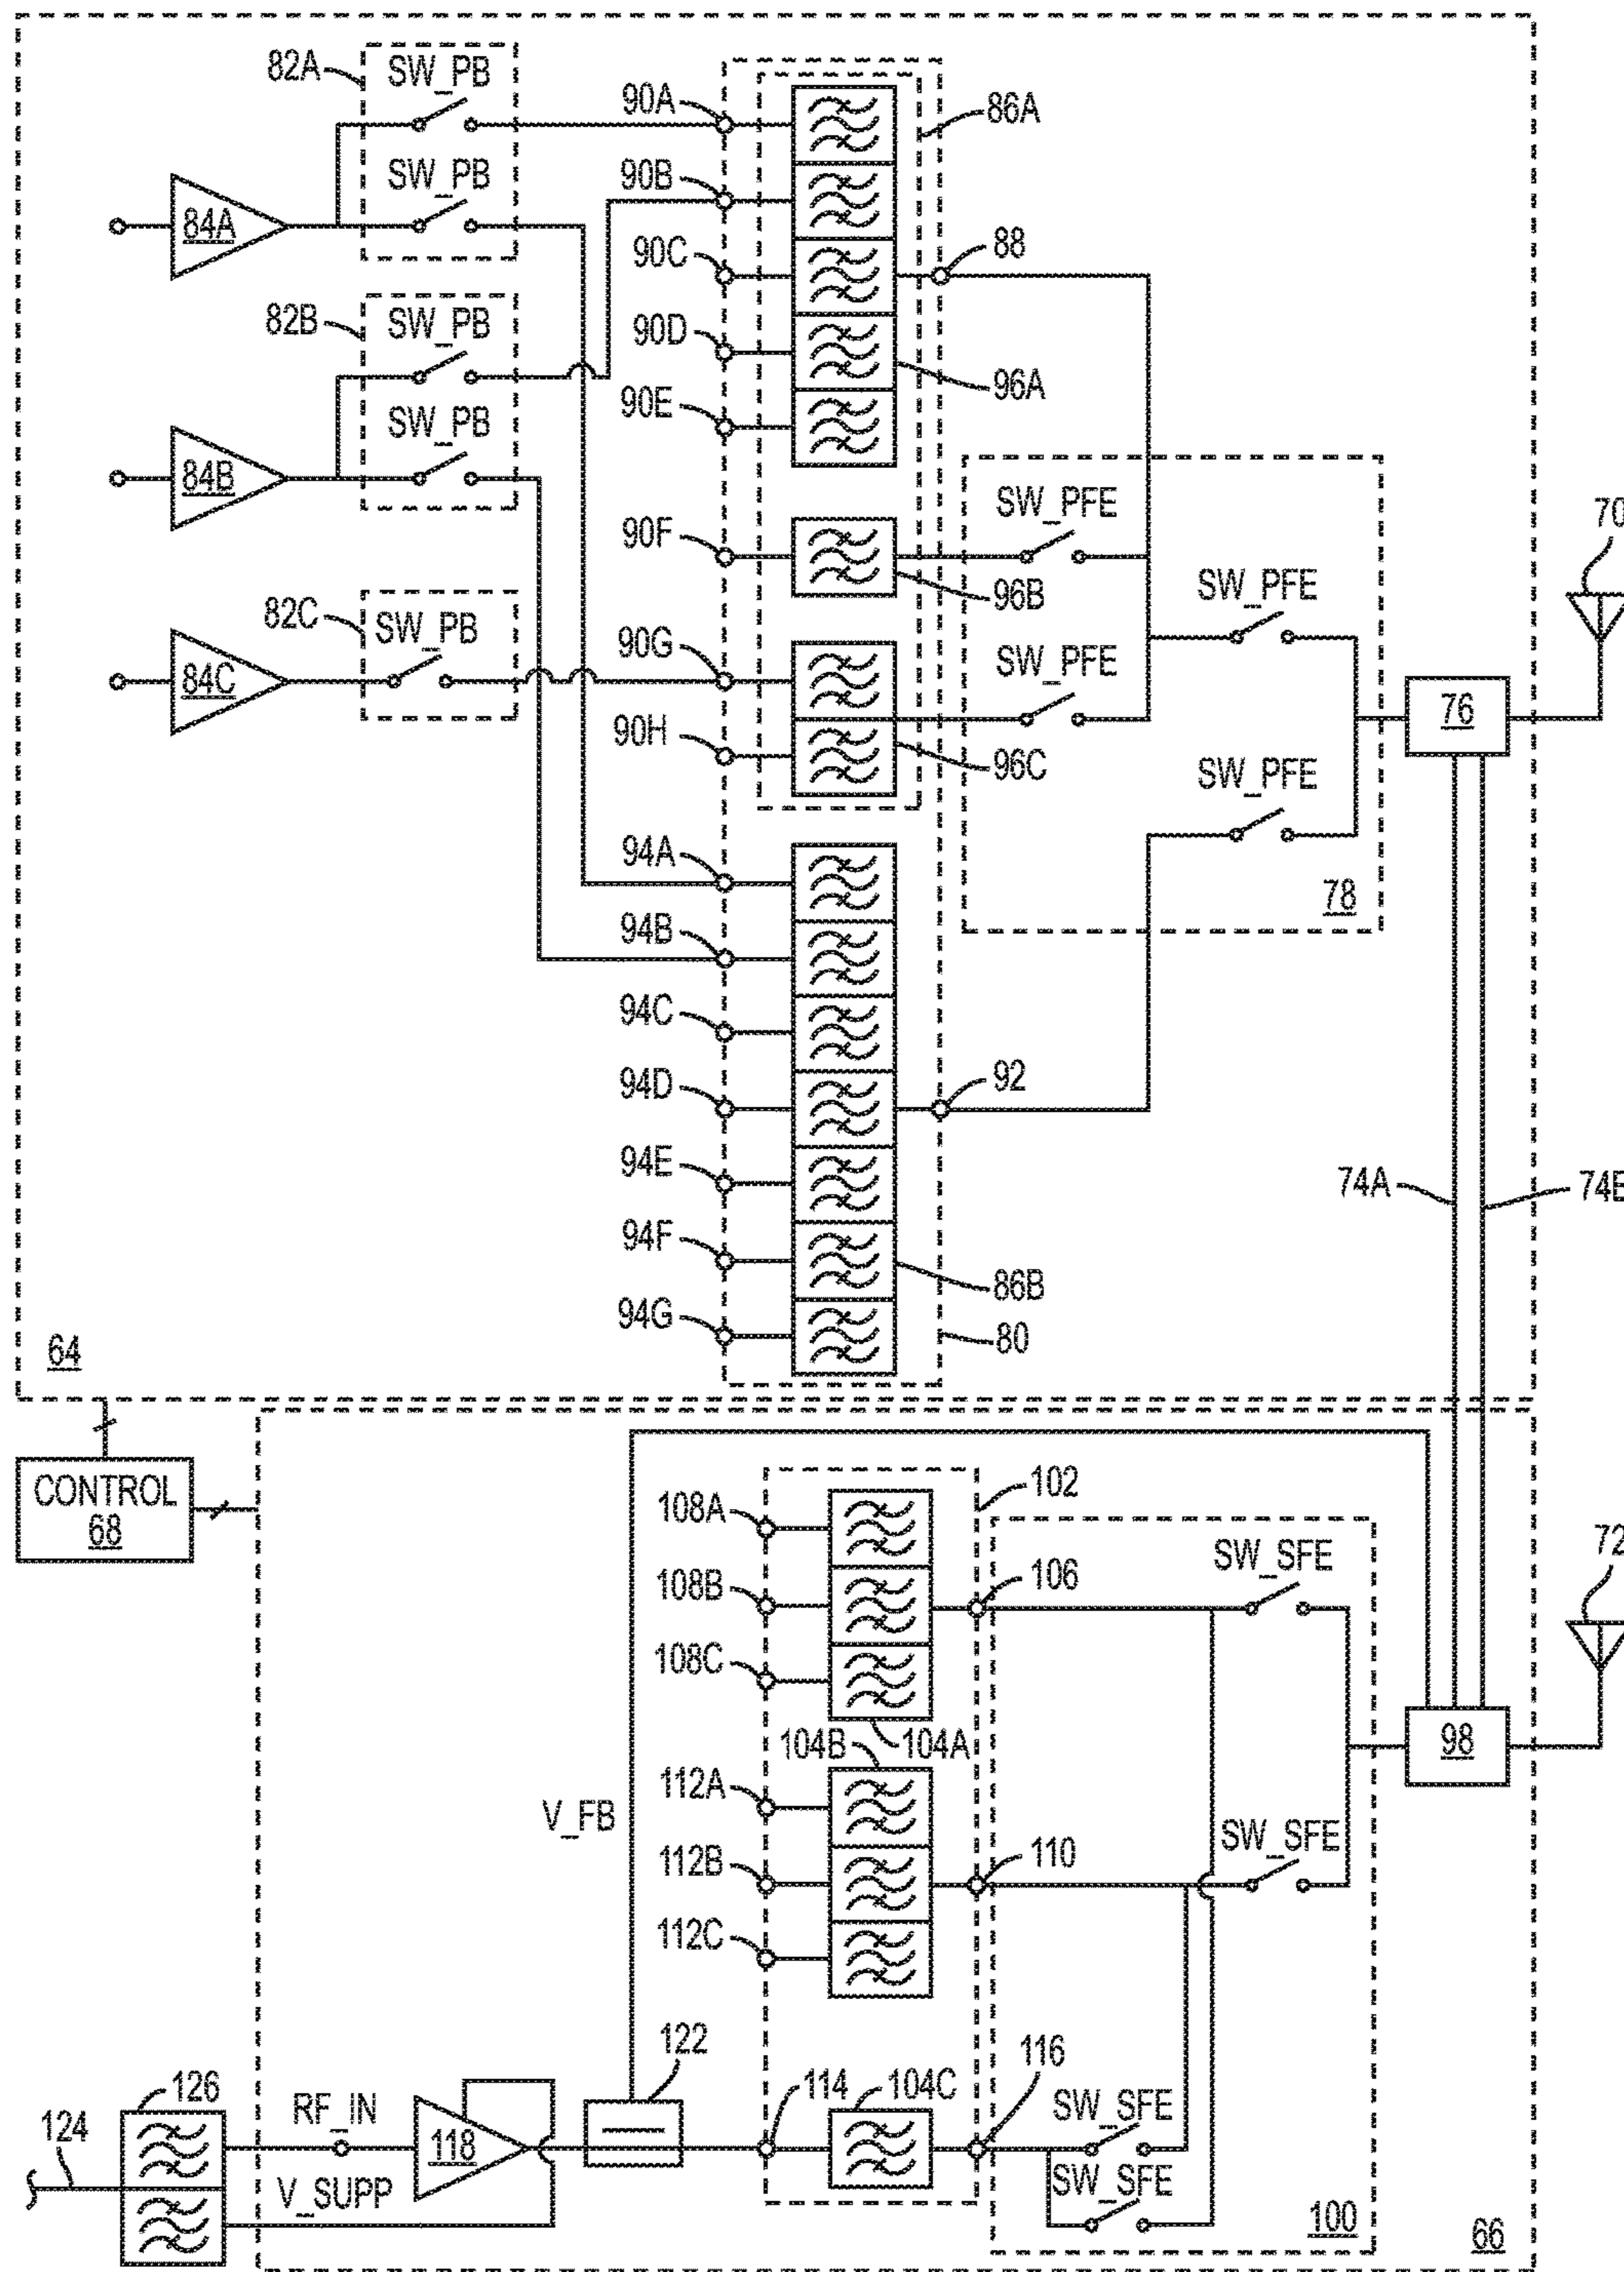 82A
SW_PB
90A
86A
SW_PB
90B
84A
90C
88
82B
SW_PB
90D
96A
SW_PB
90E
84B
SW_PFE
70
90F
SW_PFE
82C
SW_PB
96B
90G
SW_PFE
84C
76
90H
96C
SW_PFE
94A
78
94B
94C
94D
92
94E
74A
94F
86B
94G
80
64
CONTROL
68
102
108A
SW_SFE
72
108B
106
108C
104B
104A
98
112A
V_FB
SW_SFE
112B
110
112C
122
116
126
RF_IN
114
104C
SW_SFE
124
118
V_SUPP
SW_SFE
100
66